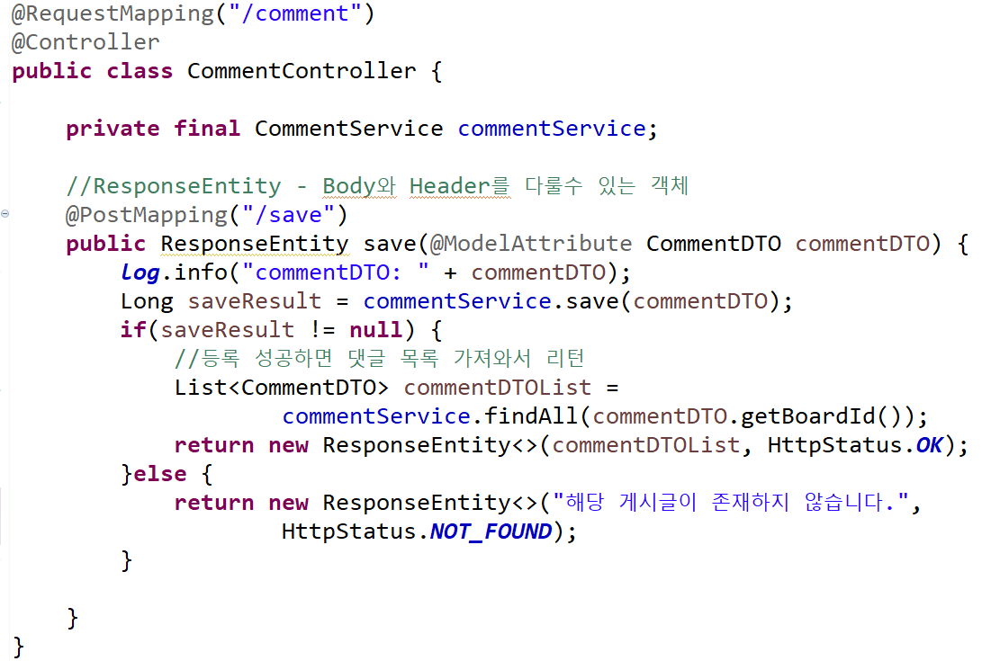 @RequestMapping("/comment")
@Controller
public class CommentController {
private final CommentService commentService;
//ResponseEntity - Body와 Header를 다룰수 있는 객체
@PostMapping("/save")
public ResponseEntity save(@ModelAttribute CommentDTO commentDTO) {
log.info("commentDTO: " + commentDTO);
Long saveResult = commentService.save(commentDTO);
if(saveResult != null) {
//등록 성공하면 댓글 목록 가져와서 리턴
List<CommentDTO> commentDTOList =
commentService.findAll(commentDTO.getBoardId());
return new ResponseEntity<>(commentDTOList, HttpStatus.OK);
}else {
return new ResponseEntity<>("해당 게시글이 존재하지 않습니다.",
HttpStatus.NOT_FOUND);
}
}
}